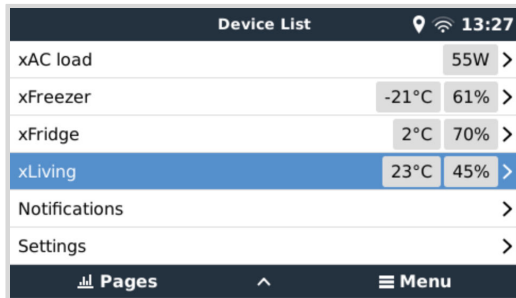 Device List 13:27
xAC load 55W
xFreezer -21°C 61%
xFridge 2°C 70%
xLiving 23°C 45%
Notifications
Settings
Pages Menu